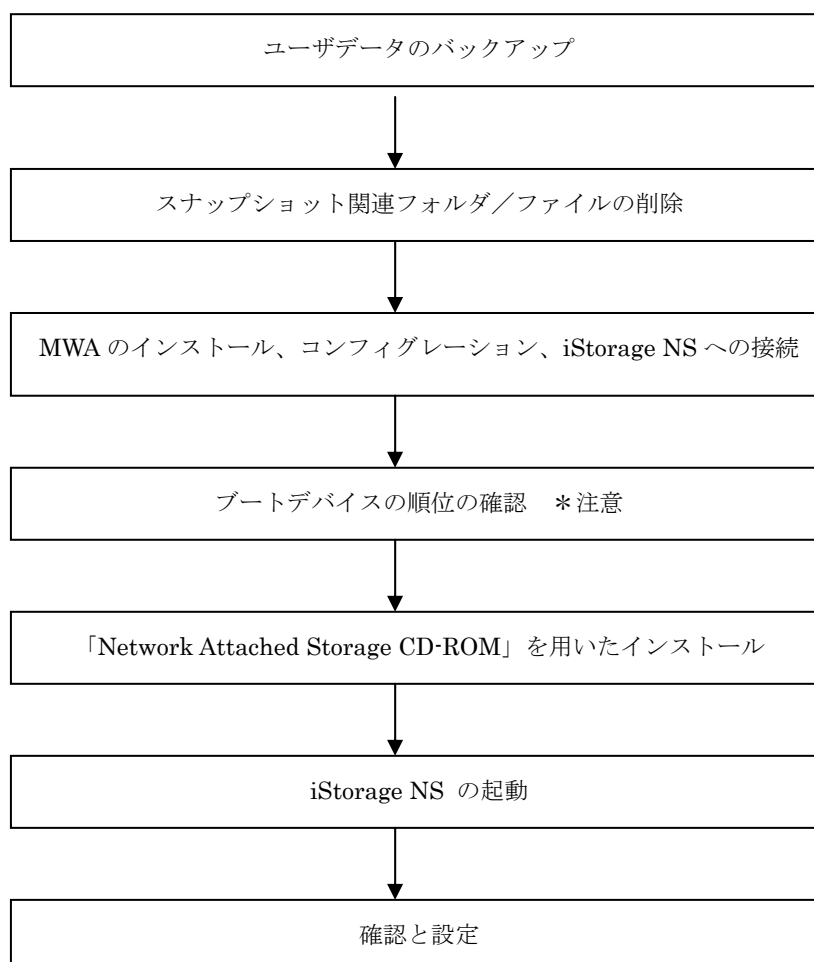 ユーザデータのバックアップ
スナップショット関連フォルダ／ファイルの削除
MWA のインストール、コンフィグレーション、iStorage NS への接続
ブートデバイスの順位の確認　＊注意
「Network Attached Storage CD-ROM」を用いたインストール
iStorage NS の起動
確認と設定